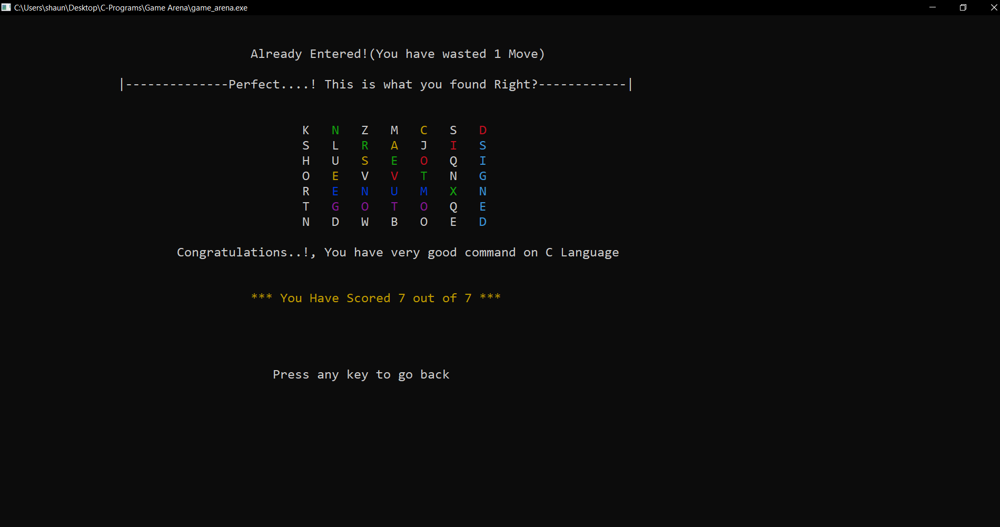 C:\Users\shaun\Desktop\C-Programs\Game Arena\game_arena.exe
Already Entered!(You have wasted 1 Move)
|--------------Perfect....! This is what you found Right?------------|
K N Z M C S D
S L R A J I S
H U S E O Q I
O E V V T N G
R E N U M X N
T G O T O Q E
N D W B O E D
Congratulations..!, You have very good command on C Language
*** You Have Scored 7 out of 7 ***
Press any key to go back